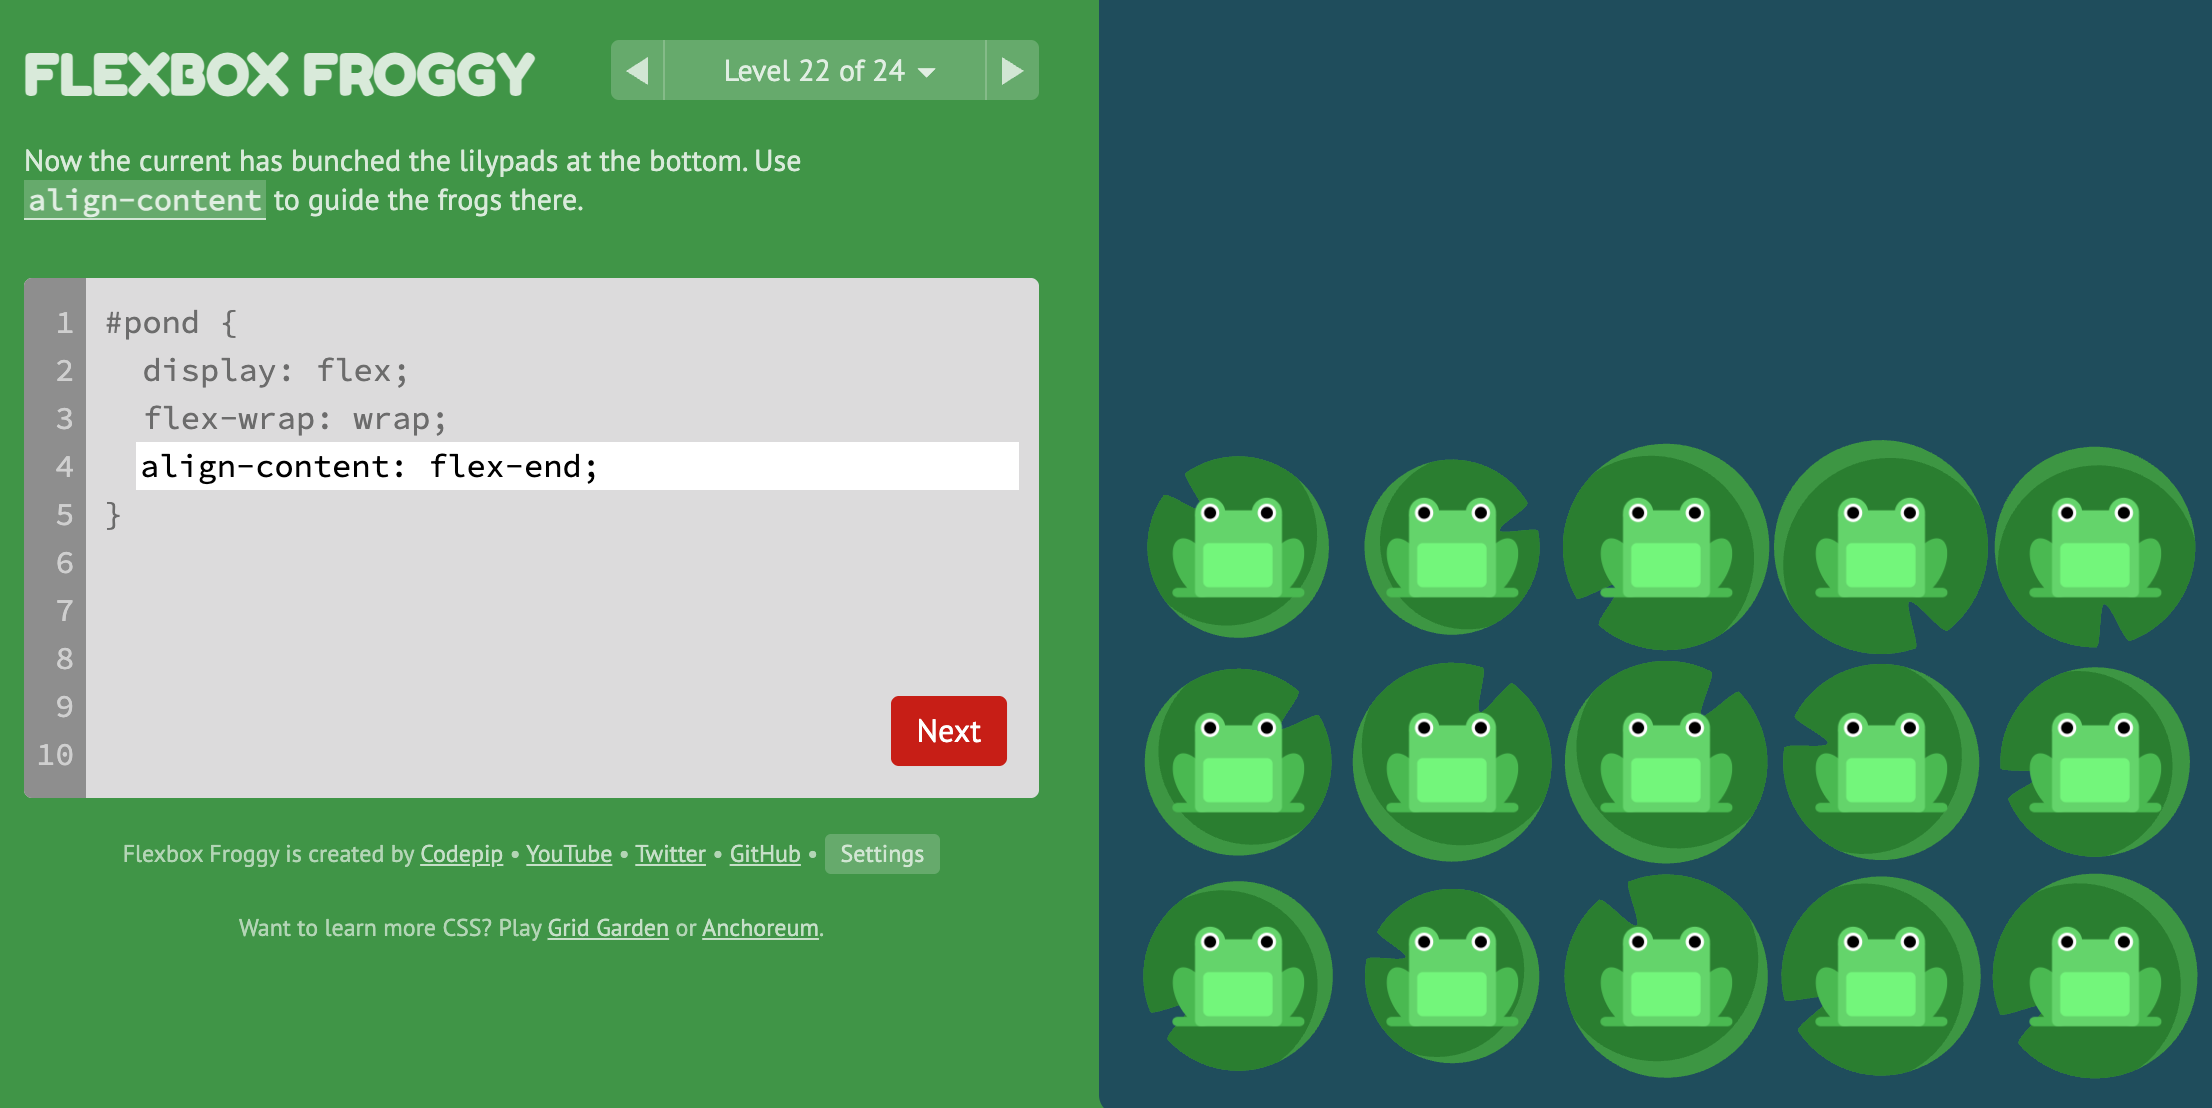 FLEXBOX FROGGY
Level 22 of 24
Now the current has bunched the lilypads at the bottom. Use
align-content to guide the frogs there.
1 #pond {
2 display: flex;
3 flex-wrap: wrap;
4 align-content: flex-end;
5 }
6
7
8
9
10
Next
Flexbox Froggy is created by Codepip • YouTube • Twitter • GitHub • Settings
Want to learn more CSS? Play Grid Garden or Anchoreum.